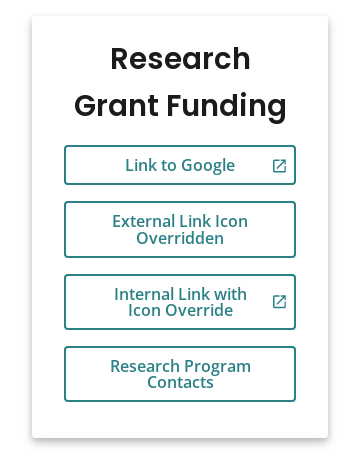 Research
Grant Funding
Link to Google
External Link Icon
Overridden
Internal Link with
Icon Override
Research Program
Contacts